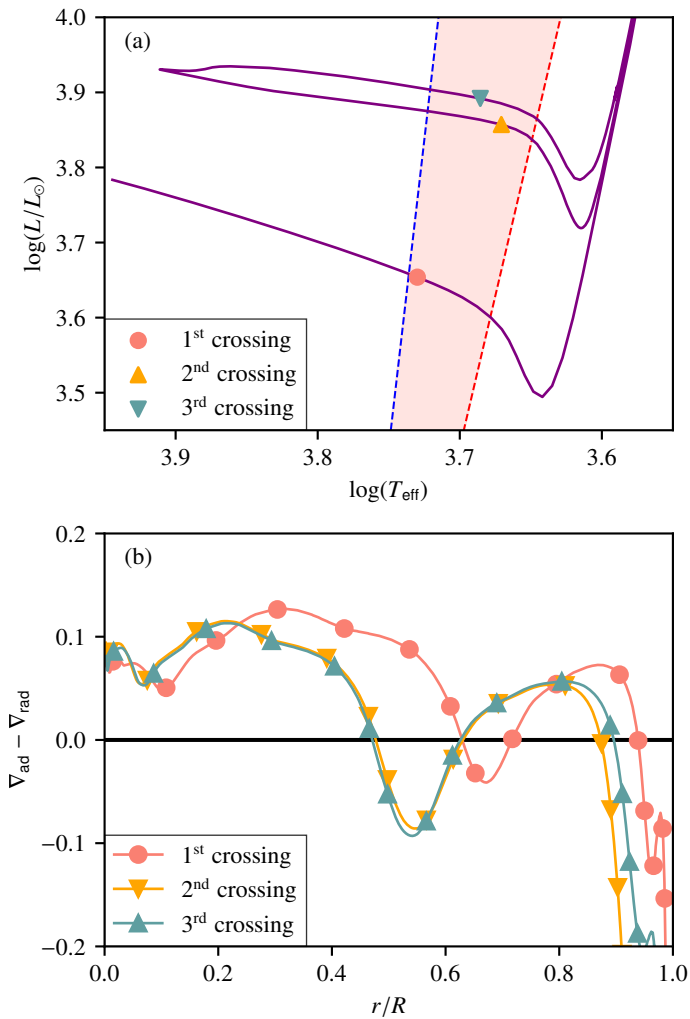 (a)
4.0
3.9
3.8
3.7
3.6
3.5
log(L/L☉)
1st crossing
2nd crossing
3rd crossing
3.9 3.8 3.7 3.6
log(Teff)
(b)
0.2
0.1
0.0
−0.1
−0.2
∇ad − ∇rad
1st crossing
2nd crossing
3rd crossing
0.0 0.2 0.4 0.6 0.8 1.0
r/R